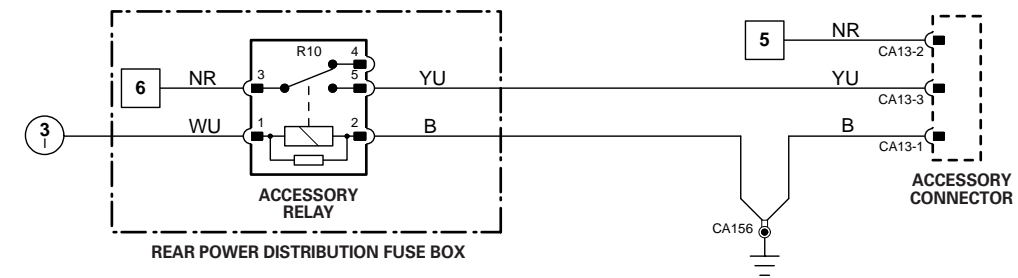 R10
4
5
NR
CA13-2
6
NR
3
5
YU
YU
CA13-3
3
I
WU
1
2
B
B
CA13-1
ACCESSORY
RELAY
ACCESSORY
CONNECTOR
CA156
REAR POWER DISTRIBUTION FUSE BOX